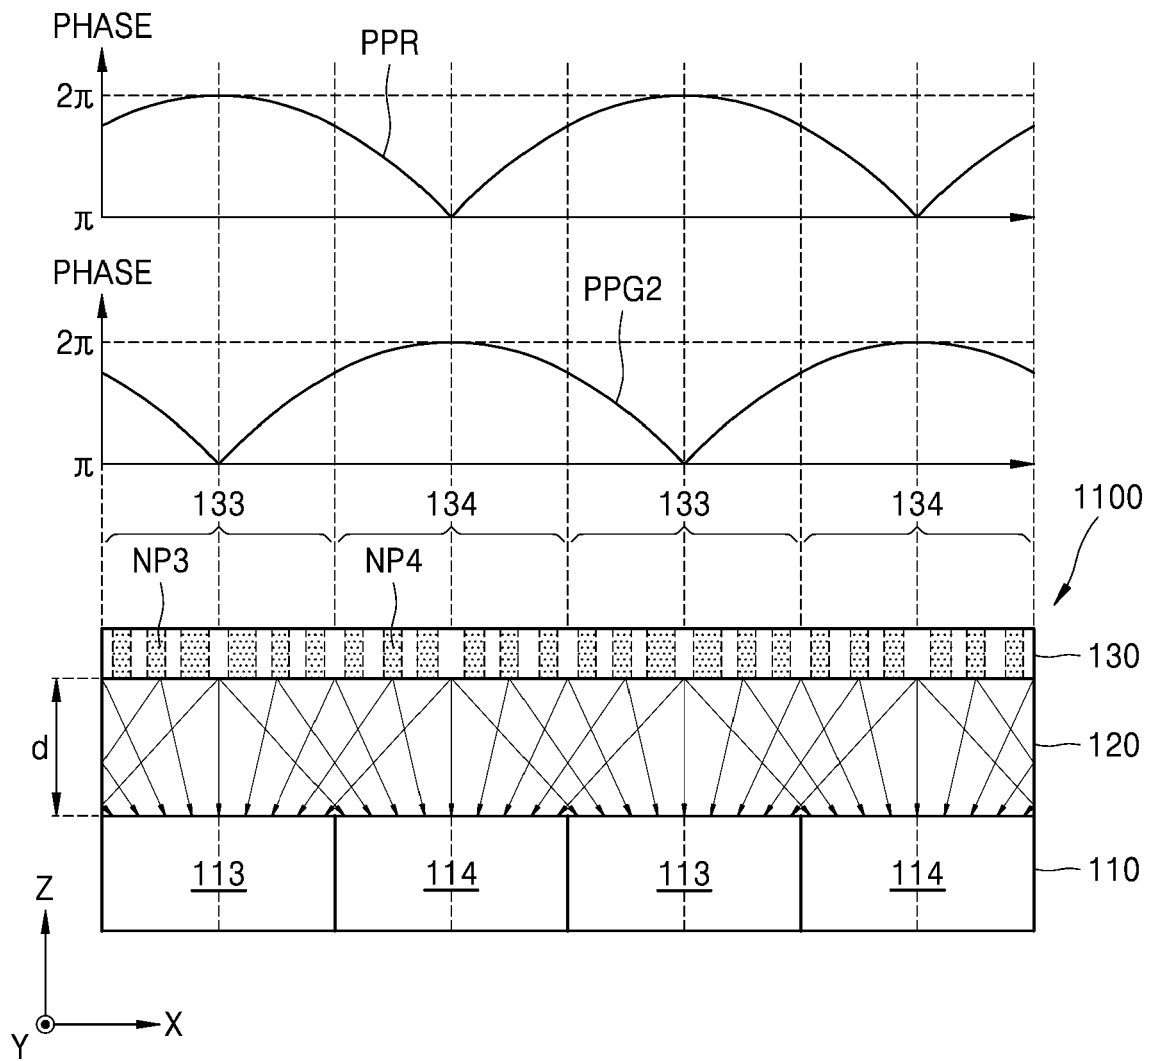 PHASE
PPR
2π
π
PHASE
PPG2
2π
π
133 134 133 134
1100
NP3 NP4
130
d
120
113 114 113 114
110
Z
X
Y